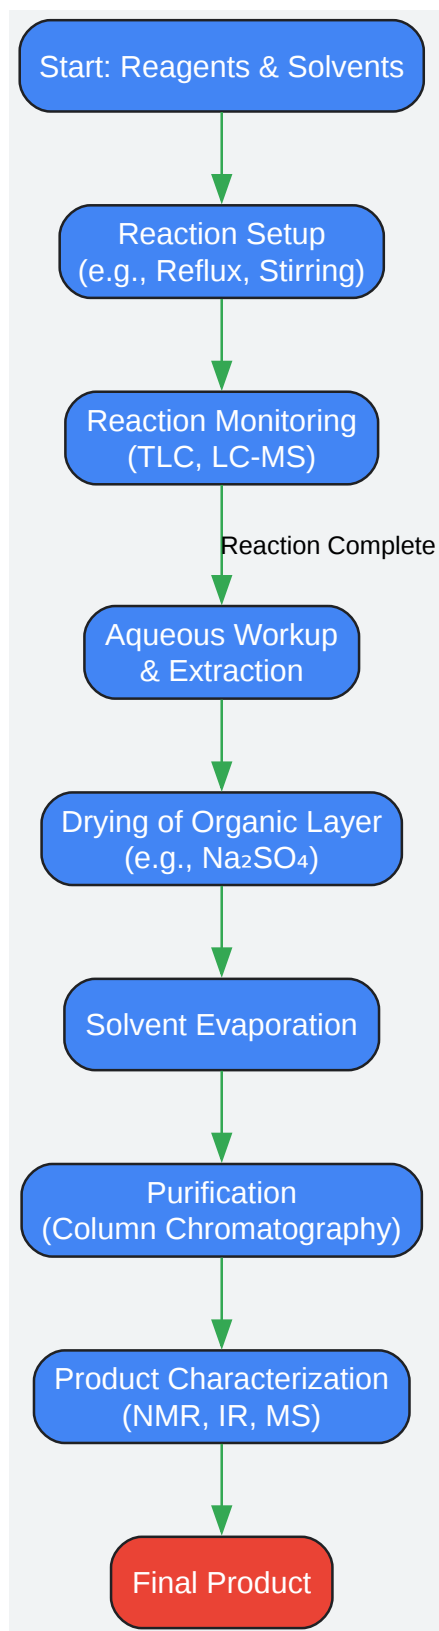 Start: Reagents & Solvents
Reaction Setup
(e.g., Reflux, Stirring)
Reaction Monitoring
(TLC, LC-MS)
Reaction Complete
Aqueous Workup
& Extraction
Drying of Organic Layer
(e.g., Na₂SO₄)
Solvent Evaporation
Purification
(Column Chromatography)
Product Characterization
(NMR, IR, MS)
Final Product